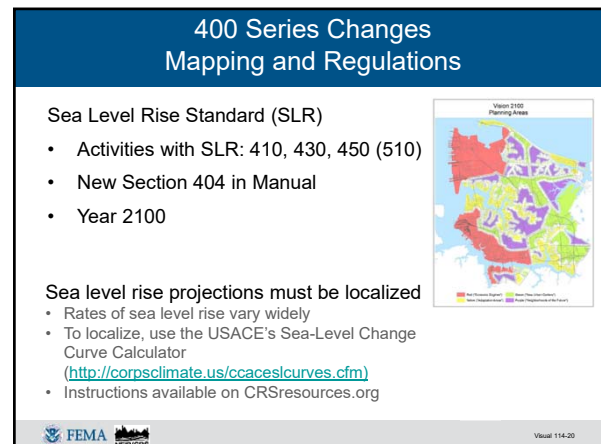 400 Series Changes
Mapping and Regulations
Sea Level Rise Standard (SLR)
• Activities with SLR: 410, 430, 450 (510)
• New Section 404 in Manual
• Year 2100
Vision 2100
Planning Areas
Sea level rise projections must be localized
• Rates of sea level rise vary widely
• To localize, use the USACE's Sea-Level Change
Curve Calculator
(http://corpsclimate.us/ccaceslcurves.cfm)
• Instructions available on CRSresources.org
FEMA
Visual 114-20